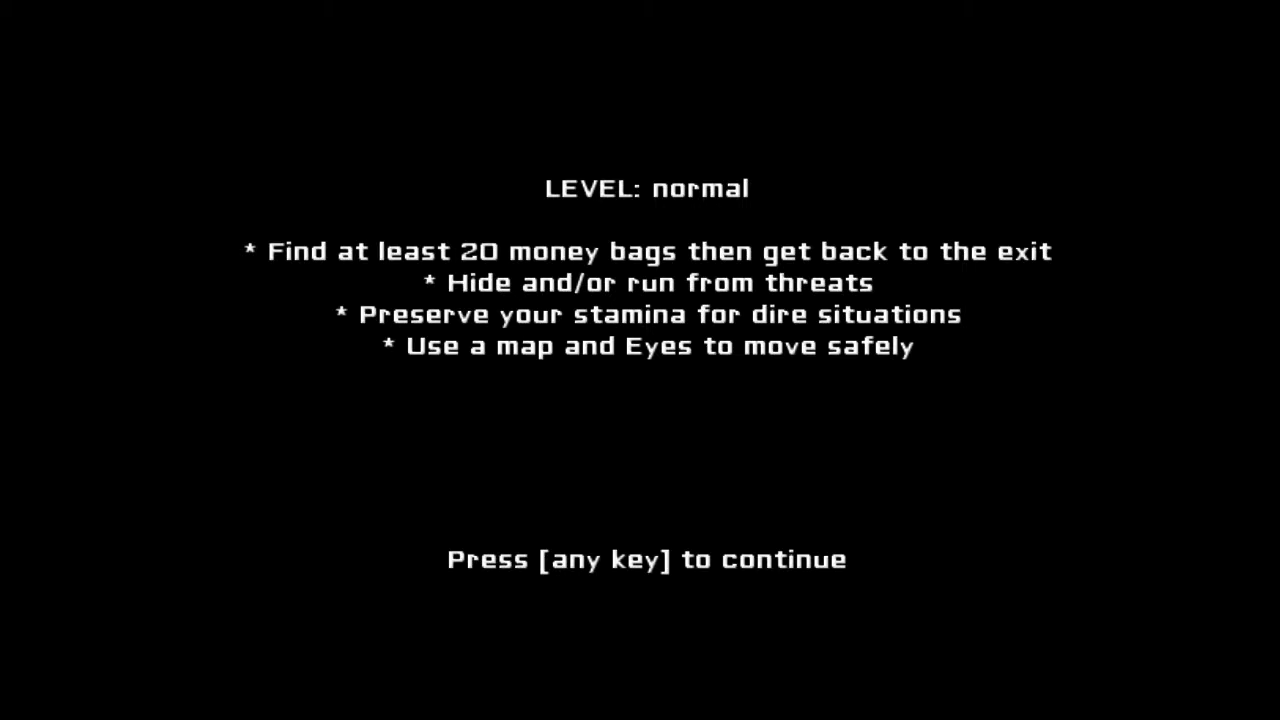 LEVEL: normal
* Find at least 20 money bags then get back to the exit
* Hide and/or run from threats
* Preserve your stamina for dire situations
* Use a map and Eyes to move safely
Press [any key] to continue